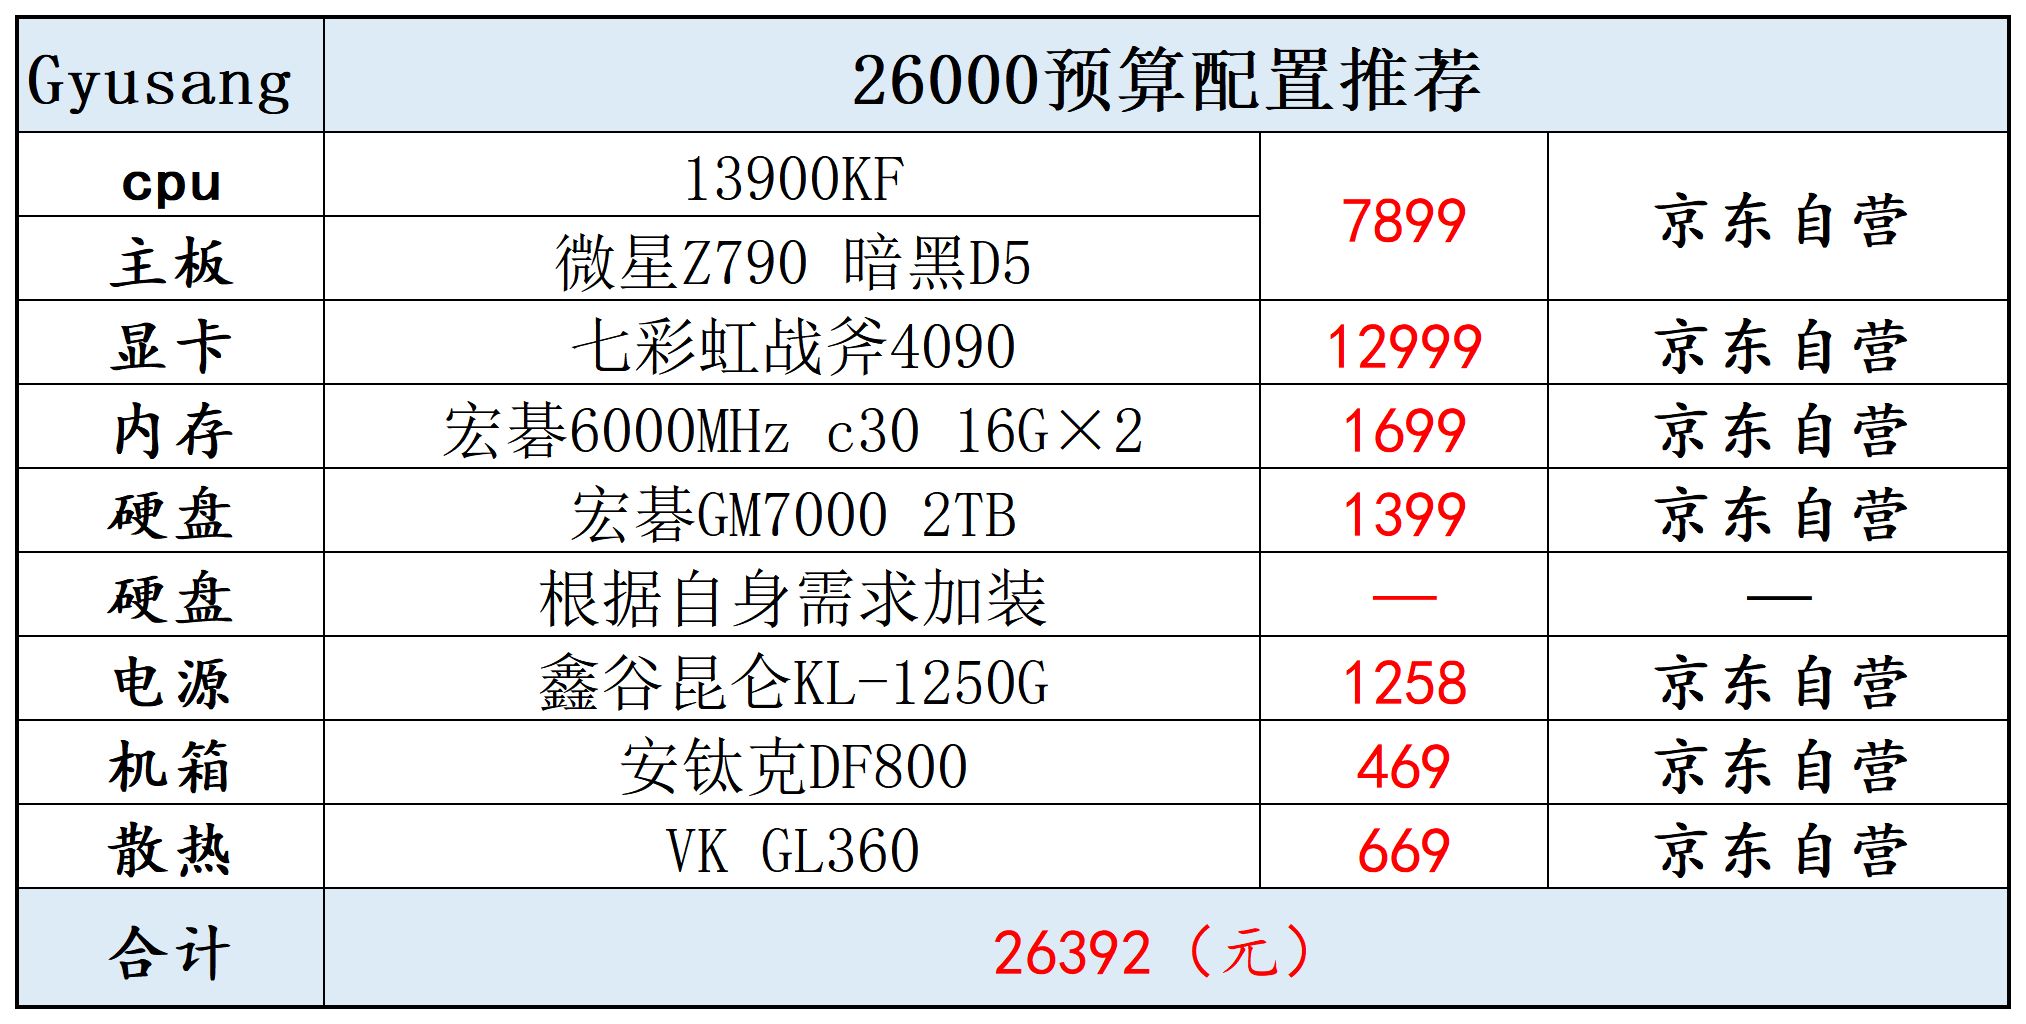 Gyusang 26000预算配置推荐
cpu 13900KF 7899 京东自营
主板 微星Z790 暗黑D5
显卡 七彩虹战斧4090 12999 京东自营
内存 宏碁6000MHz c30 16G×2 1699 京东自营
硬盘 宏碁GM7000 2TB 1399 京东自营
硬盘 根据自身需求加装 — —
电源 鑫谷昆仑KL-1250G 1258 京东自营
机箱 安钛克DF800 469 京东自营
散热 VK GL360 669 京东自营
合计 26392（元）